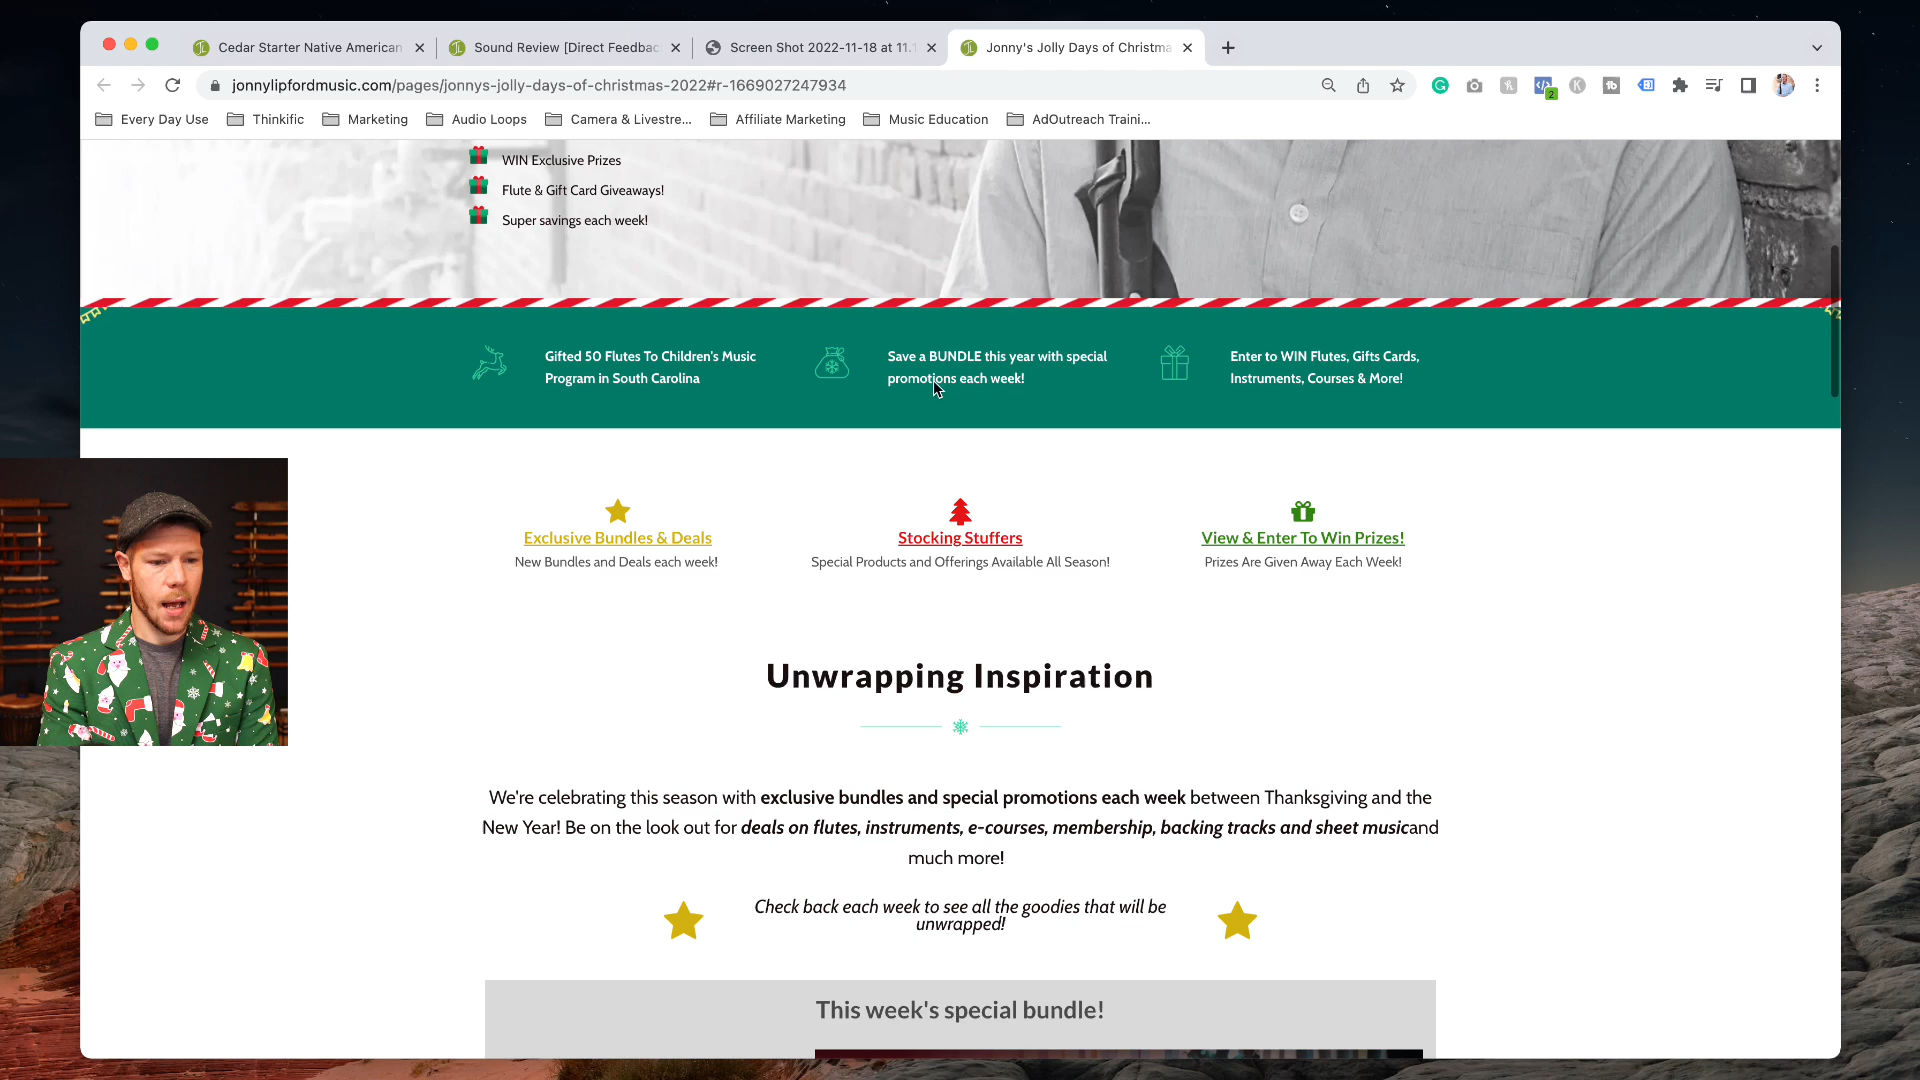 Cedar Starter Native American
Sound Review [Direct Feedbac
Screen Shot 2022-11-18 at 11.1
Jonny's Jolly Days of Christma
jonnylipfordmusic.com/pages/jonnys-jolly-days-of-christmas-2022#r-1669027247934
2
Every Day Use
Thinkific
Marketing
Audio Loops
Camera & Livestre...
Affiliate Marketing
Music Education
AdOutreach Traini...
WIN Exclusive Prizes
Flute & Gift Card Giveaways!
Super savings each week!
Gifted 50 Flutes To Children's Music
Program in South Carolina
Save a BUNDLE this year with special
promotions each week!
Enter to WIN Flutes, Gifts Cards,
Instruments, Courses & More!
Exclusive Bundles & Deals
New Bundles and Deals each week!
Stocking Stuffers
Special Products and Offerings Available All Season!
View & Enter To Win Prizes!
Prizes Are Given Away Each Week!
Unwrapping Inspiration
We're celebrating this season with exclusive bundles and special promotions each week between Thanksgiving and the
New Year! Be on the look out for deals on flutes, instruments, e-courses, membership, backing tracks and sheet musicand
much more!
Check back each week to see all the goodies that will be
unwrapped!
This week's special bundle!